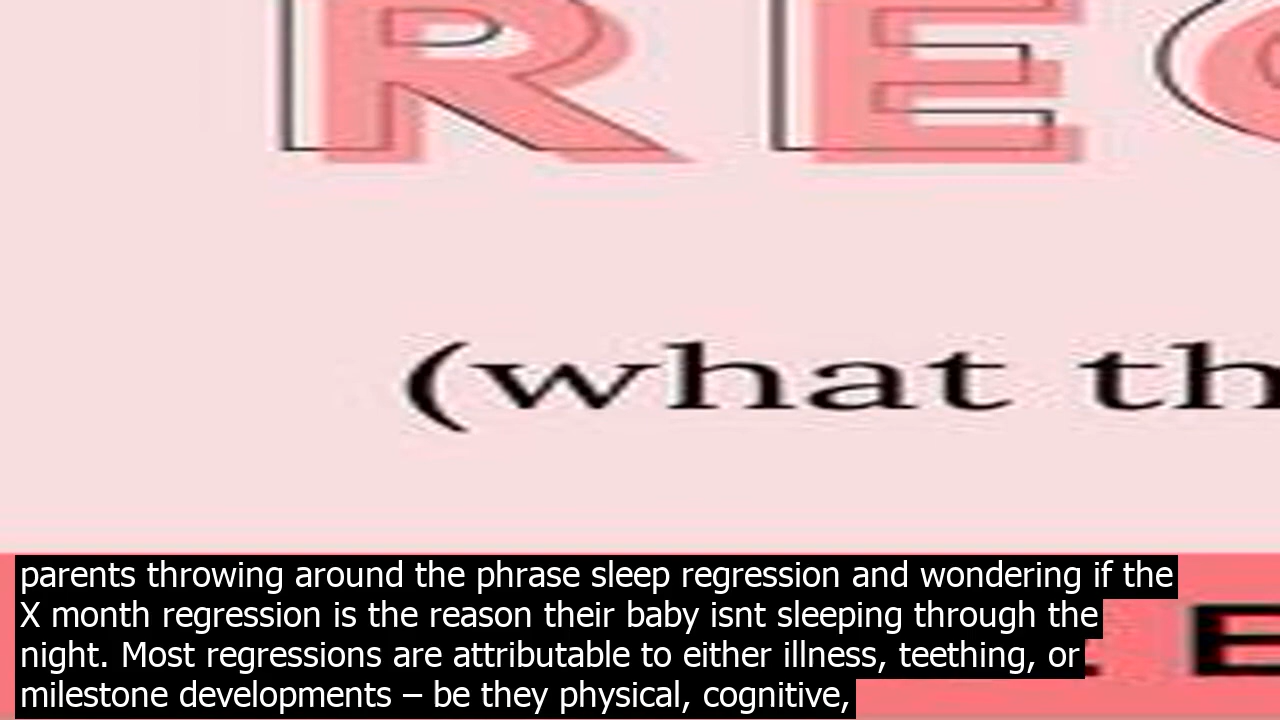 RE
(what th
parents throwing around the phrase sleep regression and wondering if the
X month regression is the reason their baby isnt sleeping through the
night. Most regressions are attributable to either illness, teething, or
milestone developments – be they physical, cognitive,
E